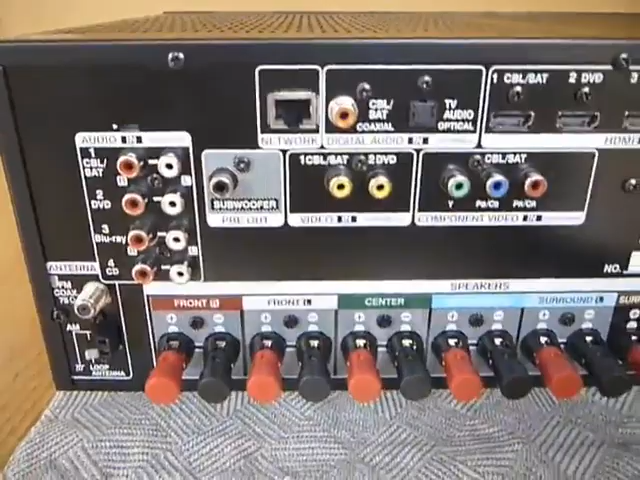 1 CBL/SAT 2 DVD 3
CBL/
SAT
COAXIAL
TV
AUDIO
OPTICAL
NETWORK
DIGITAL AUDIO IN
HDMI
AUDIO IN
1
CBL/
SAT
2
DVD
3
Blu-ray
4
CD
SUBWOOFER
PRE OUT
1 CBL/SAT 2 DVD
VIDEO IN
CBL/SAT
Y PB/CB PR/CR
COMPONENT VIDEO IN
ANTENNA
FM
COAX.
75Ω
AM
LOOP
ANTENNA
NO.
SPEAKERS
FRONT R
FRONT L
CENTER
SURROUND L